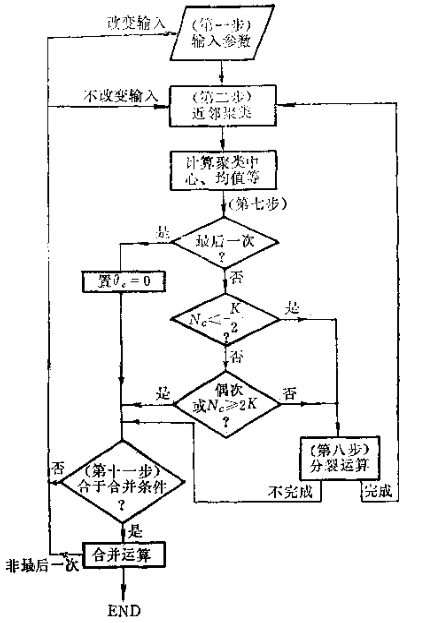 改变输入
(第一步)
输入参数
不改变输入
(第二步)
近邻聚类
计算聚类中
心、均值等
(第七步)
是
最后一次
?
否
置θc=0
Nc≤K/2
?
是
否
偶次
或Nc≥2K
?
是
否
(第八步)
分裂运算
不完成
完成
否
(第十一步)
合于合并条件
?
是
合并运算
非最后一次
END